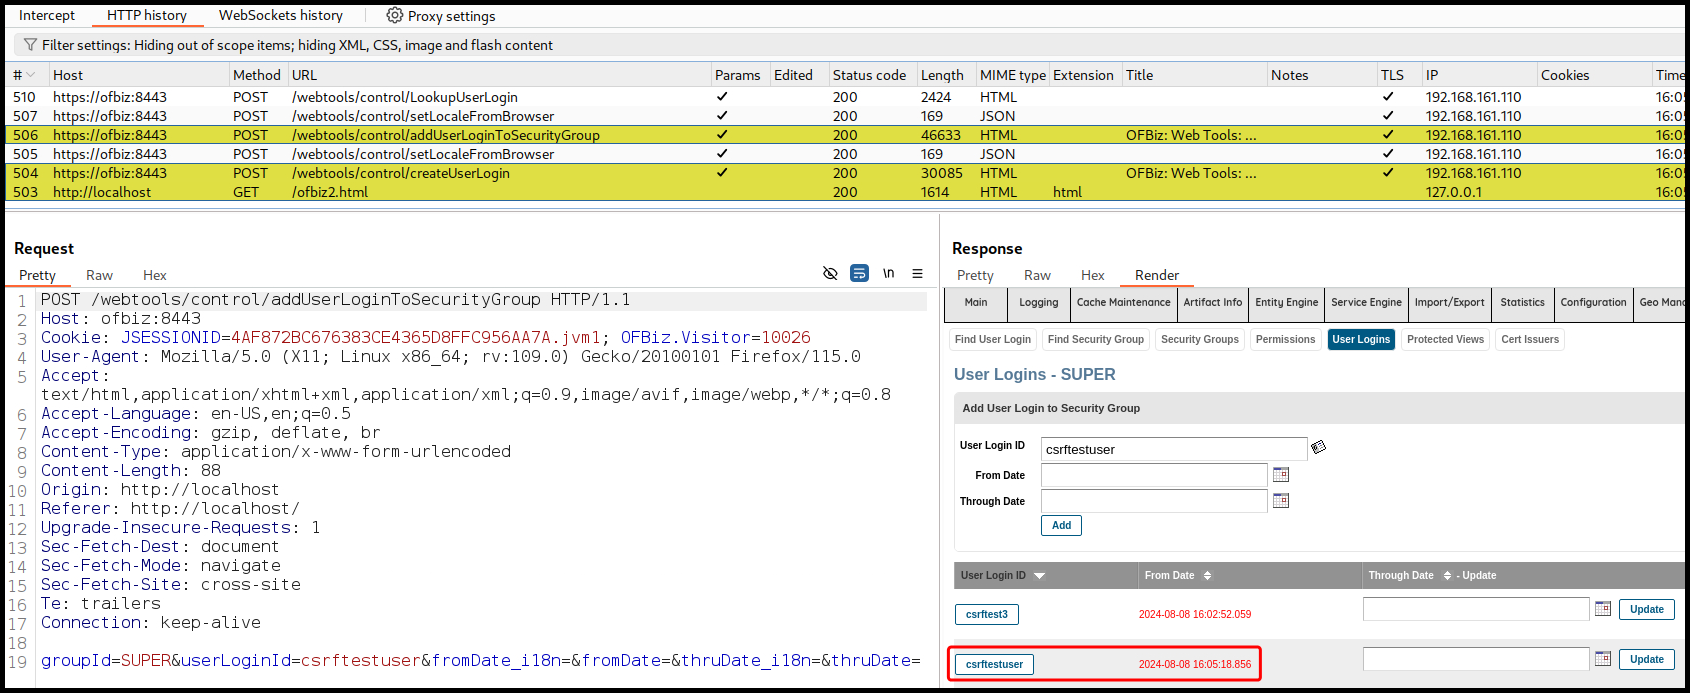 Intercept HTTP history WebSockets history Proxy settings
Filter settings: Hiding out of scope items; hiding XML, CSS, image and flash content
# Host Method URL Params Edited Status code Length MIME type Extension Title Notes TLS IP Cookies Time
510 https://ofbiz:8443 POST /webtools/control/LookupUserLogin ✓ 200 2424 HTML ✓ 192.168.161.110 16:05
507 https://ofbiz:8443 POST /webtools/control/setLocaleFromBrowser ✓ 200 169 JSON ✓ 192.168.161.110 16:05
506 https://ofbiz:8443 POST /webtools/control/addUserLoginToSecurityGroup ✓ 200 46633 HTML OFBiz: Web Tools: ... ✓ 192.168.161.110 16:05
505 https://ofbiz:8443 POST /webtools/control/setLocaleFromBrowser ✓ 200 169 JSON ✓ 192.168.161.110 16:05
504 https://ofbiz:8443 POST /webtools/control/createUserLogin ✓ 200 30085 HTML OFBiz: Web Tools: ... ✓ 192.168.161.110 16:05
503 http://localhost GET /ofbiz2.html 200 1614 HTML html 127.0.0.1 16:05
Request
Pretty Raw Hex \n
1 POST /webtools/control/addUserLoginToSecurityGroup HTTP/1.1
2 Host: ofbiz:8443
3 Cookie: JSESSIONID=4AF872BC676383CE4365D8FFC956AA7A.jvm1; OFBiz.Visitor=10026
4 User-Agent: Mozilla/5.0 (X11; Linux x86_64; rv:109.0) Gecko/20100101 Firefox/115.0
5 Accept:
text/html,application/xhtml+xml,application/xml;q=0.9,image/avif,image/webp,*/*;q=0.8
6 Accept-Language: en-US,en;q=0.5
7 Accept-Encoding: gzip, deflate, br
8 Content-Type: application/x-www-form-urlencoded
9 Content-Length: 88
10 Origin: http://localhost
11 Referer: http://localhost/
12 Upgrade-Insecure-Requests: 1
13 Sec-Fetch-Dest: document
14 Sec-Fetch-Mode: navigate
15 Sec-Fetch-Site: cross-site
16 Te: trailers
17 Connection: keep-alive
18
19 groupId=SUPER&userLoginId=csrftestuser&fromDate_i18n=&fromDate=&thruDate_i18n=&thruDate=
Response
Pretty Raw Hex Render
Main Logging Cache Maintenance Artifact Info Entity Engine Service Engine Import/Export Statistics Configuration Geo Mana
Find User Login Find Security Group Security Groups Permissions User Logins Protected Views Cert Issuers
User Logins - SUPER
Add User Login to Security Group
User Login ID csrftestuser
From Date
Through Date
Add
User Login ID From Date Through Date - Update
csrftest3 2024-08-08 16:02:52.059 Update
csrftestuser 2024-08-08 16:05:18.856 Update